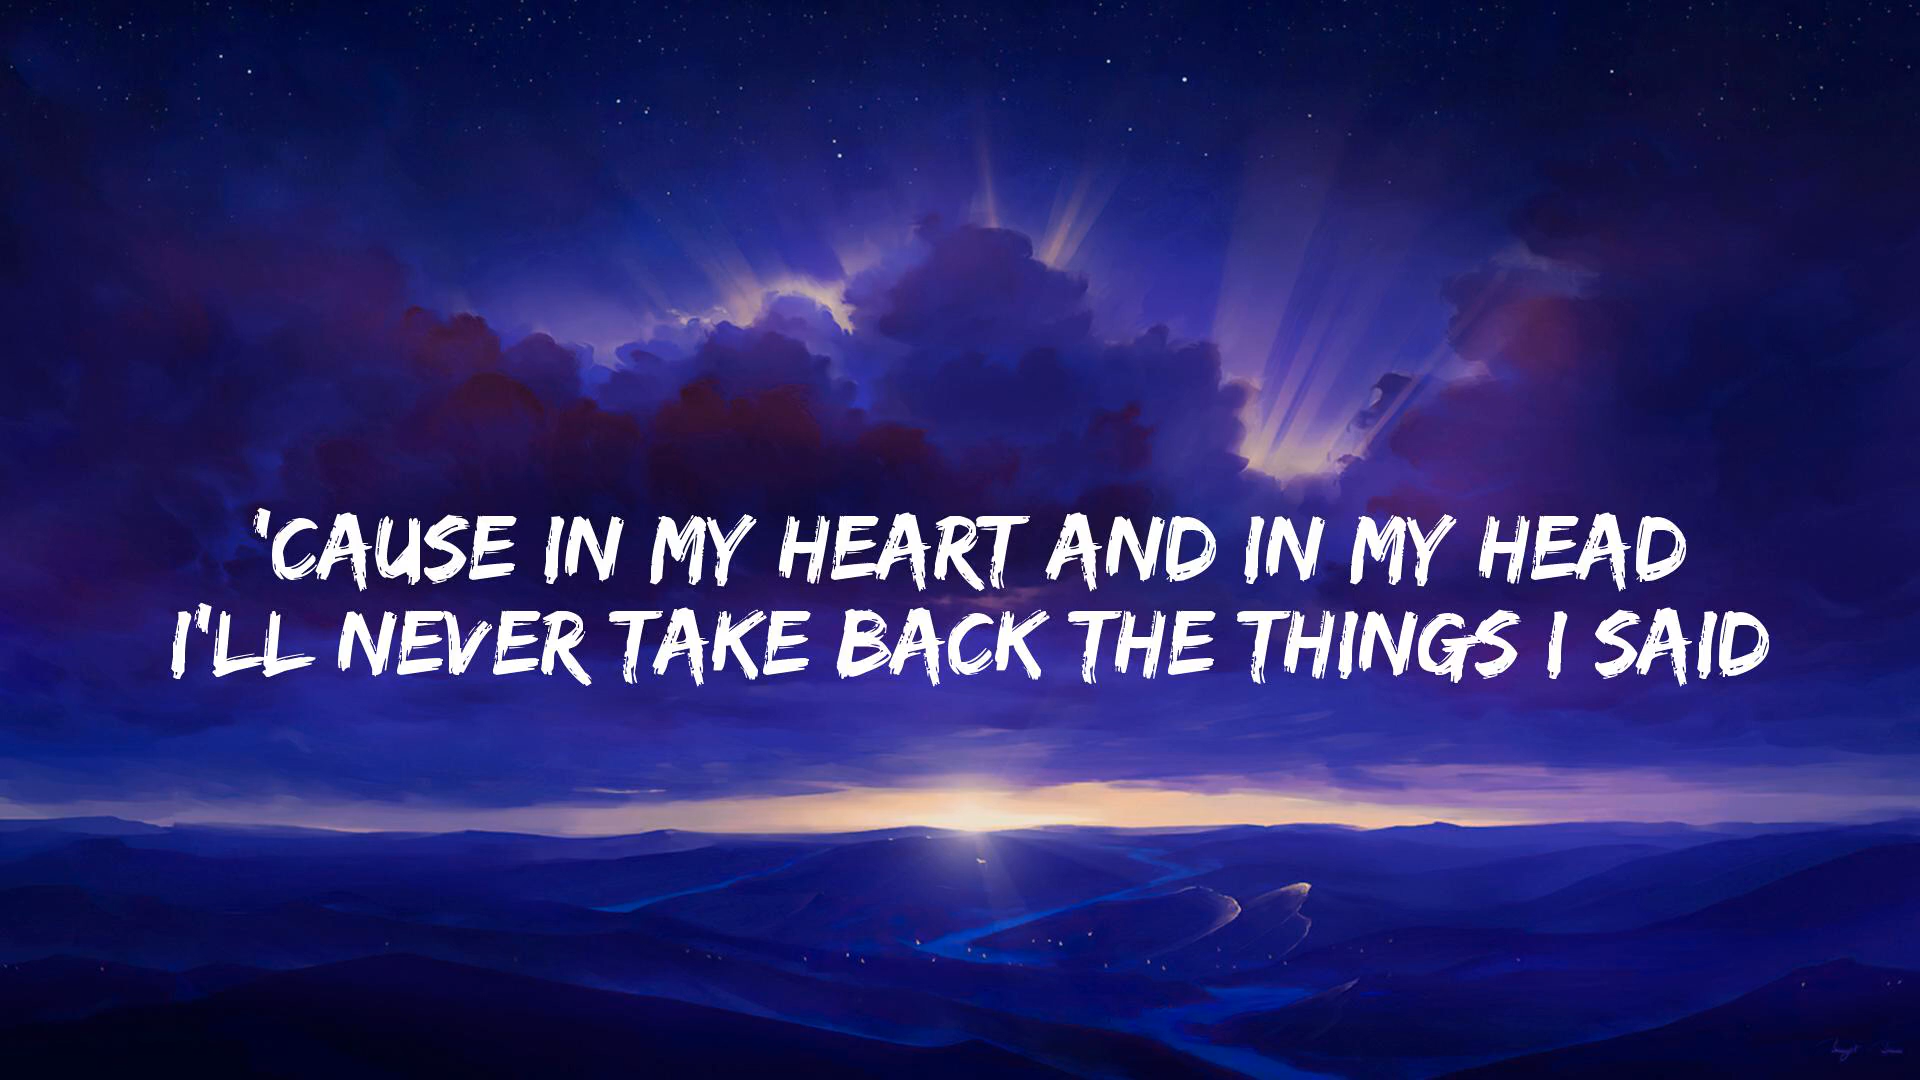 'CAUSE IN MY HEART AND IN MY HEAD
I'LL NEVER TAKE BACK THE THINGS I SAID